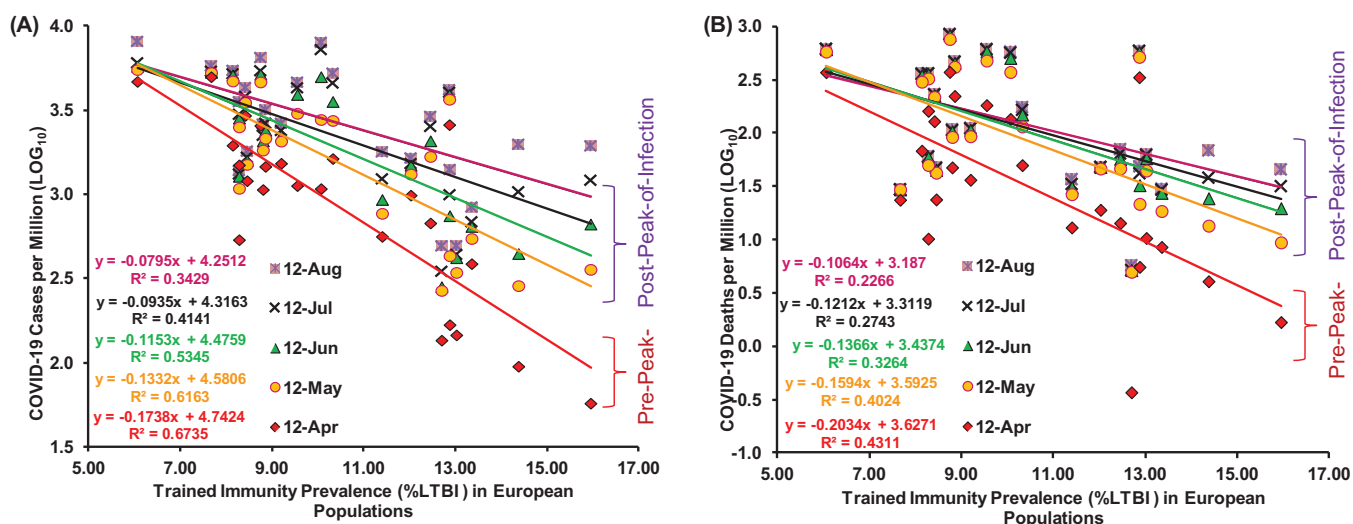 (A)
COVID-19 Cases per Million (LOG10)
4.0
3.5
3.0
2.5
2.0
1.5
y = -0.0795x + 4.2512
R² = 0.3429
y = -0.0935x + 4.3163
R² = 0.4141
y = -0.1153x + 4.4759
R² = 0.5345
y = -0.1332x + 4.5806
R² = 0.6163
y = -0.1738x + 4.7424
R² = 0.6735
12-Aug
12-Jul
12-Jun
12-May
12-Apr
Post-Peak-of-Infection
Pre-Peak-
5.00 7.00 9.00 11.00 13.00 15.00 17.00
Trained Immunity Prevalence (%LTBI ) in European
Populations
(B)
COVID-19 Deaths per Million (LOG10)
3.0
2.5
2.0
1.5
1.0
0.5
0.0
-0.5
-1.0
y = -0.1064x + 3.187
R² = 0.2266
y = -0.1212x + 3.3119
R² = 0.2743
y = -0.1366x + 3.4374
R² = 0.3264
y = -0.1594x + 3.5925
R² = 0.4024
y = -0.2034x + 3.6271
R² = 0.4311
12-Aug
12-Jul
12-Jun
12-May
12-Apr
Post-Peak-of-Infection
Pre-Peak-
5.00 7.00 9.00 11.00 13.00 15.00 17.00
Trained Immunity Prevalence (%LTBI ) in European
Populations